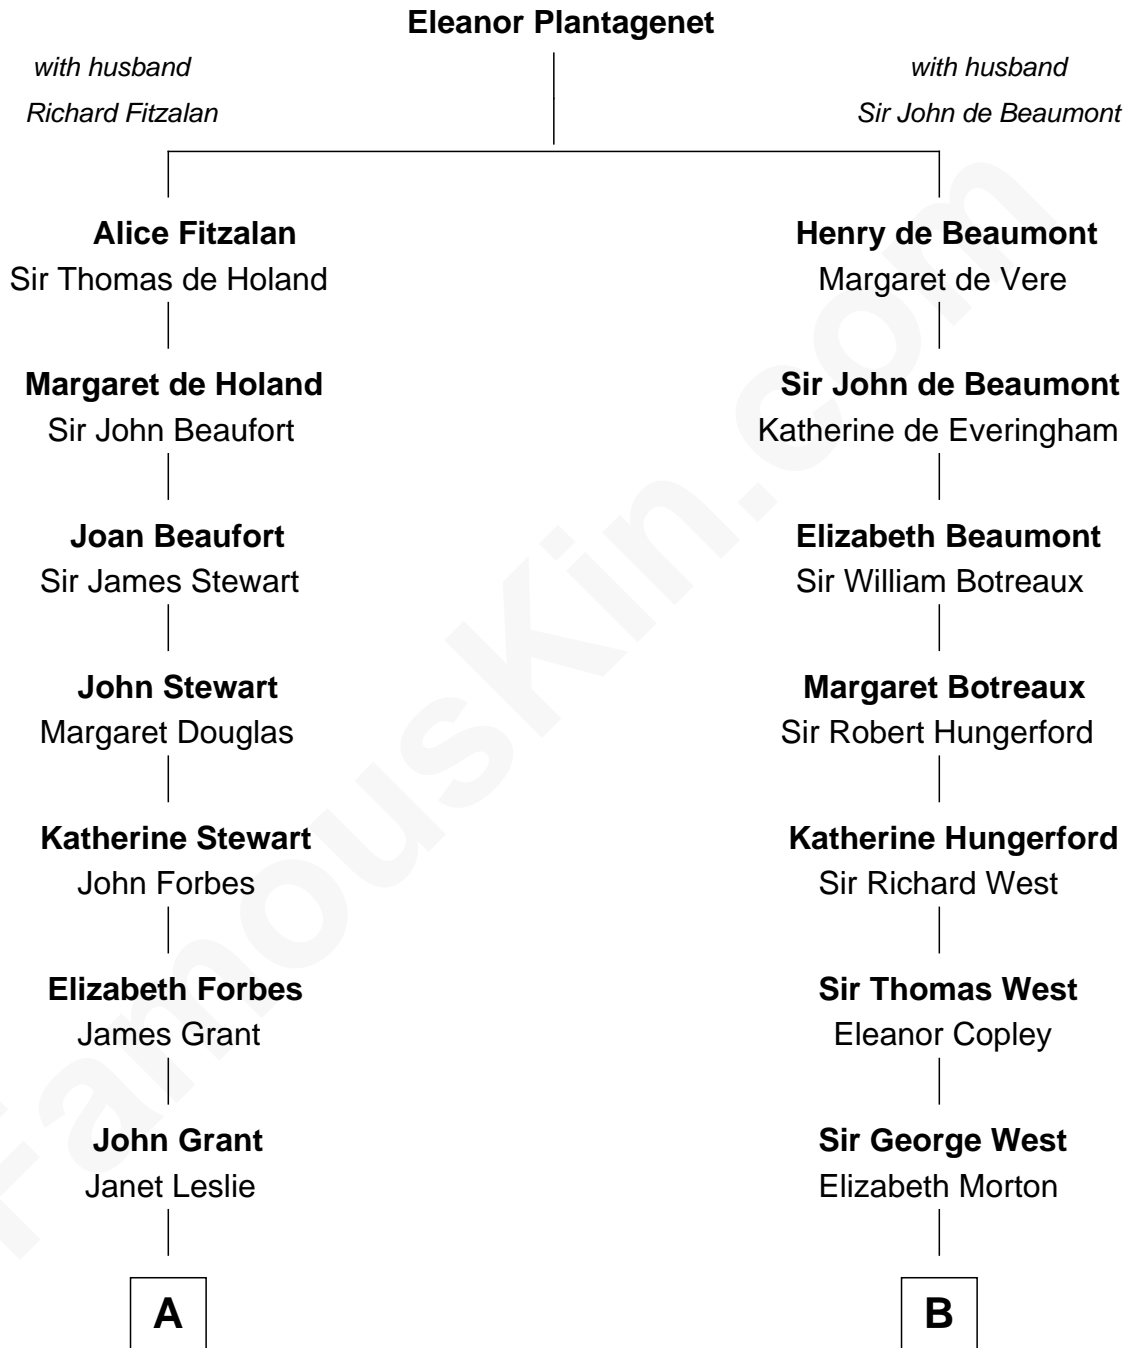 Eleanor Plantagenet
with husband
Richard Fitzalan
with husband
Sir John de Beaumont
Alice Fitzalan
Sir Thomas de Holand
Margaret de Holand
Sir John Beaufort
Joan Beaufort
Sir James Stewart
John Stewart
Margaret Douglas
Katherine Stewart
John Forbes
Elizabeth Forbes
James Grant
John Grant
Janet Leslie
A
Henry de Beaumont
Margaret de Vere
Sir John de Beaumont
Katherine de Everingham
Elizabeth Beaumont
Sir William Botreaux
Margaret Botreaux
Sir Robert Hungerford
Katherine Hungerford
Sir Richard West
Sir Thomas West
Eleanor Copley
Sir George West
Elizabeth Morton
B
FamousKin.com